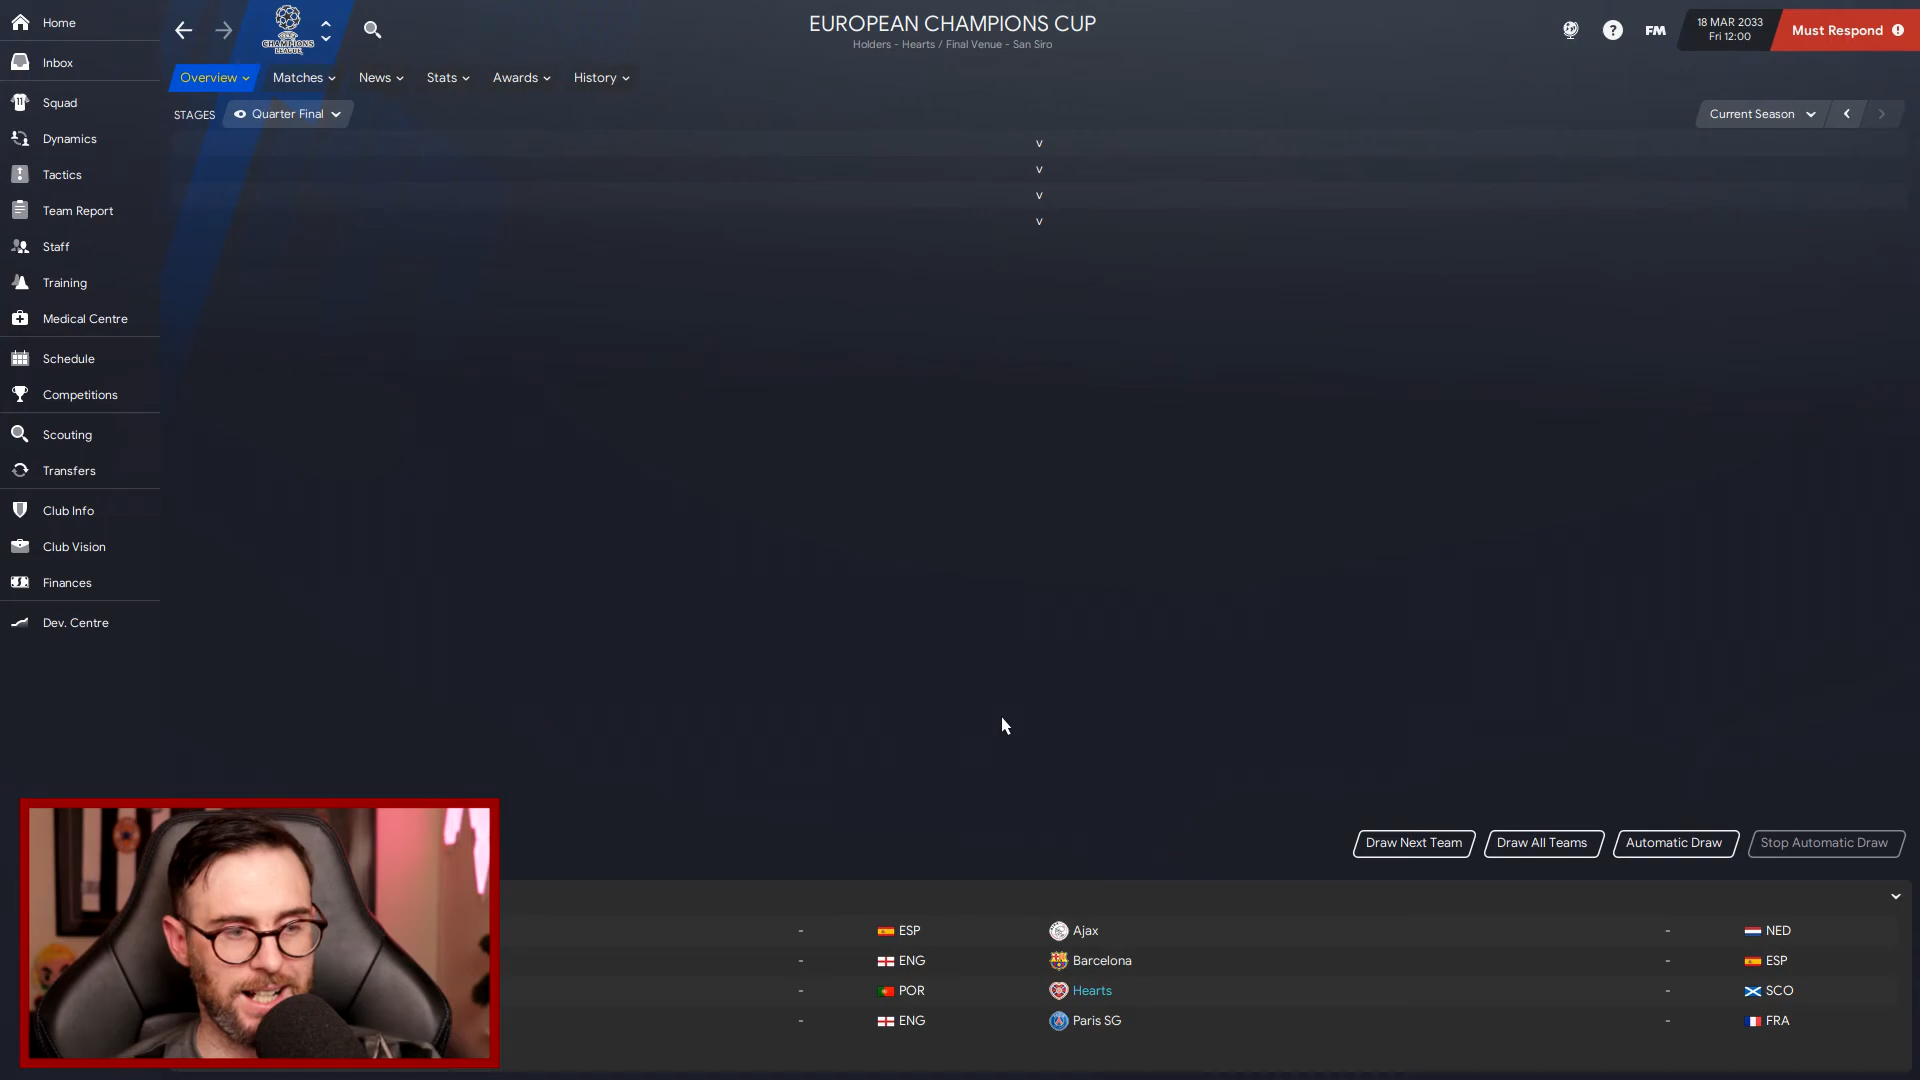 Home
Inbox
Squad
Dynamics
Tactics
Team Report
Staff
Training
Medical Centre
Schedule
Competitions
Scouting
Transfers
Club Info
Club Vision
Finances
Dev. Centre
CHAMPIONS LEAGUE
EUROPEAN CHAMPIONS CUP
Holders - Hearts / Final Venue - San Siro
FM
18 MAR 2033
Fri 12:00
Must Respond
Overview Matches News Stats Awards History
STAGES Quarter Final
Current Season
v
v
v
v
Draw Next Team Draw All Teams Automatic Draw Stop Automatic Draw
- ESP Ajax - NED
- ENG Barcelona - ESP
- POR Hearts - SCO
- ENG Paris SG - FRA